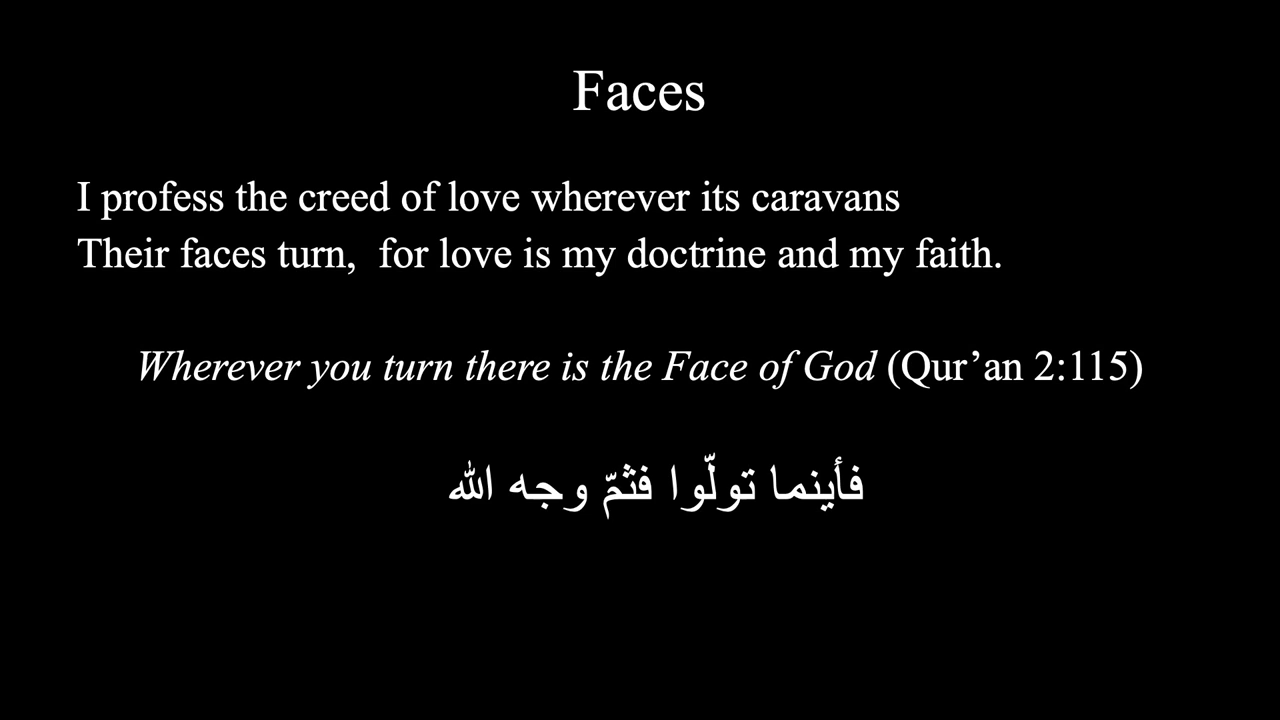 Faces
I profess the creed of love wherever its caravans
Their faces turn,  for love is my doctrine and my faith.
Wherever you turn there is the Face of God (Qur’an 2:115)
فأينما تولّوا فثمّ وجه الله